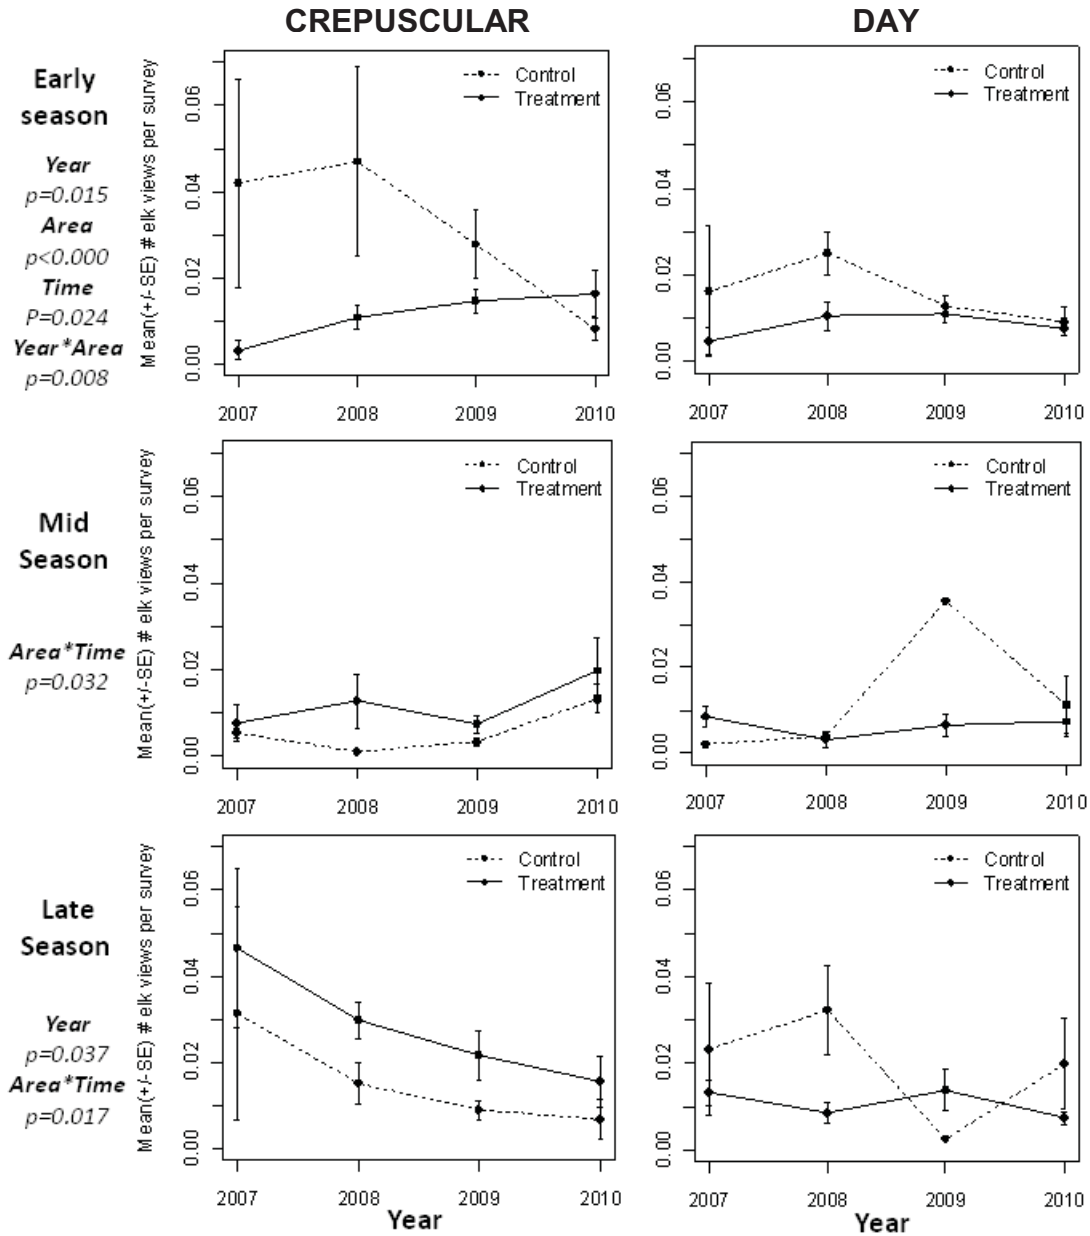 CREPUSCULAR
DAY
Early
season
Year
p=0.015
Area
p<0.000
Time
P=0.024
Year*Area
p=0.008
Mean(+/-SE) # elk views per survey
0.06
0.04
0.02
0.00
Control
Treatment
2007 2008 2009 2010
0.06
0.04
0.02
0.00
Control
Treatment
2007 2008 2009 2010
Mid
Season
Area*Time
p=0.032
Mean(+/-SE) # elk views per survey
0.06
0.04
0.02
0.00
Control
Treatment
2007 2008 2009 2010
0.06
0.04
0.02
0.00
Control
Treatment
2007 2008 2009 2010
Late
Season
Year
p=0.037
Area*Time
p=0.017
Mean(+/-SE) # elk views per survey
0.06
0.04
0.02
0.00
Control
Treatment
2007 2008 2009 2010
Year
0.06
0.04
0.02
0.00
Control
Treatment
2007 2008 2009 2010
Year